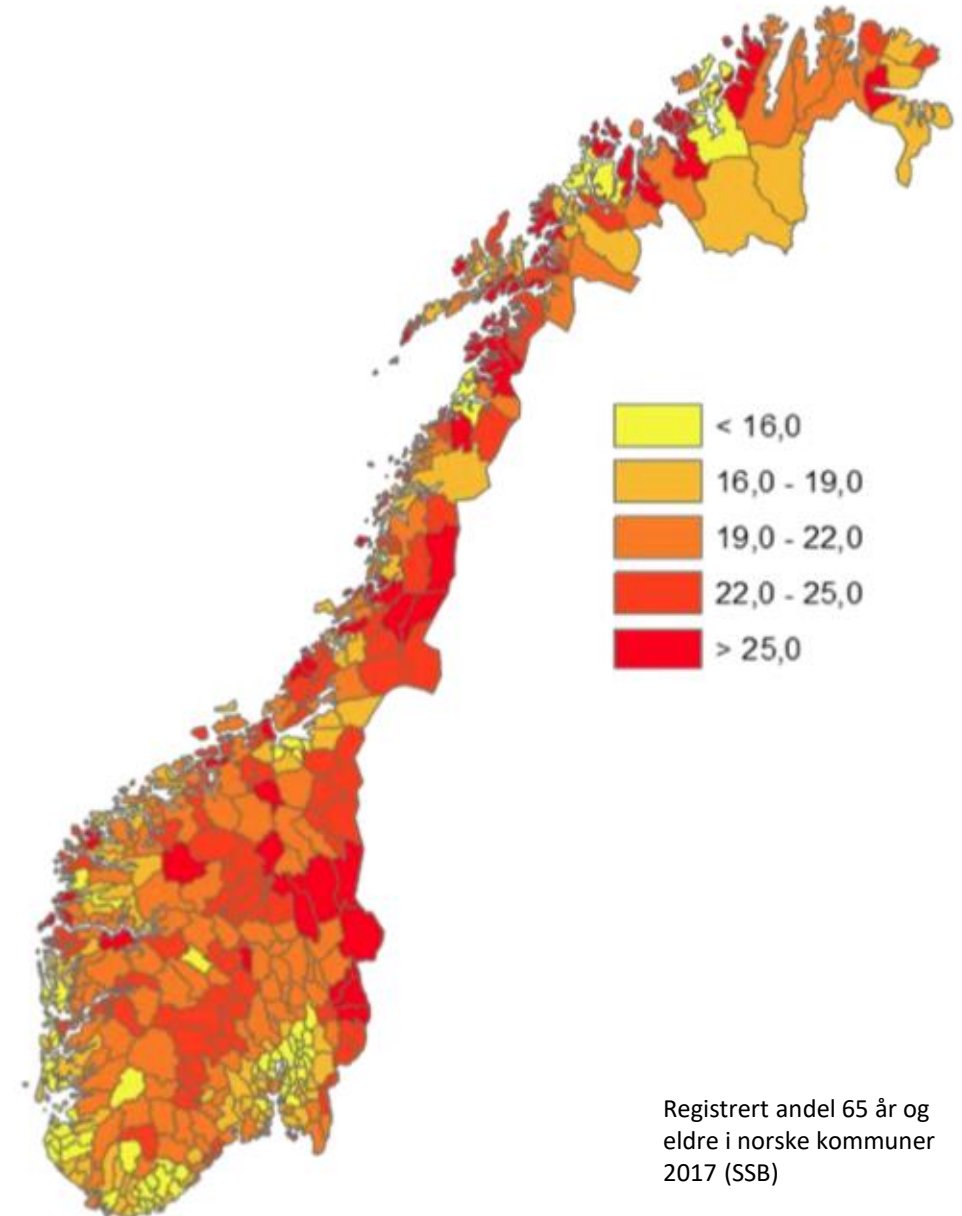 < 16,0
16,0 - 19,0
19,0 - 22,0
22,0 - 25,0
> 25,0
Registrert andel 65 år og
eldre i norske kommuner
2017 (SSB)